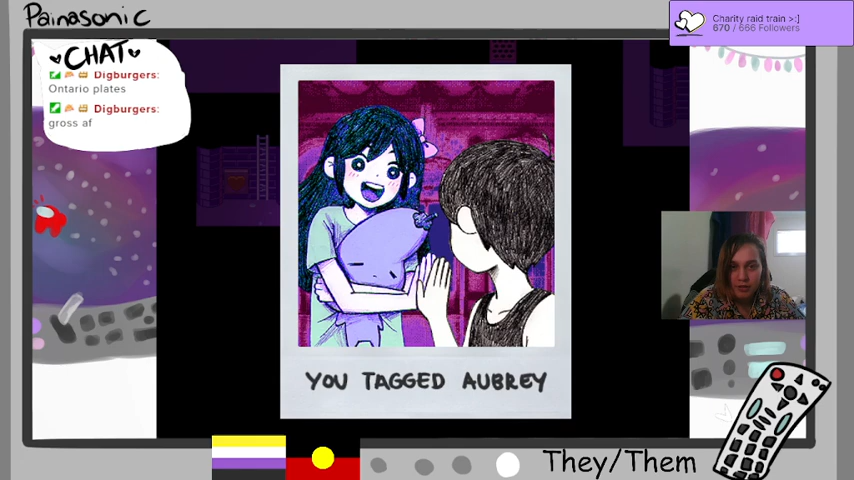 Painasonic
CHAT
Digburgers:
Ontario plates
Digburgers:
gross af
Charity raid train >:]
670 / 666 Followers
YOU TAGGED AUBREY
They/Them